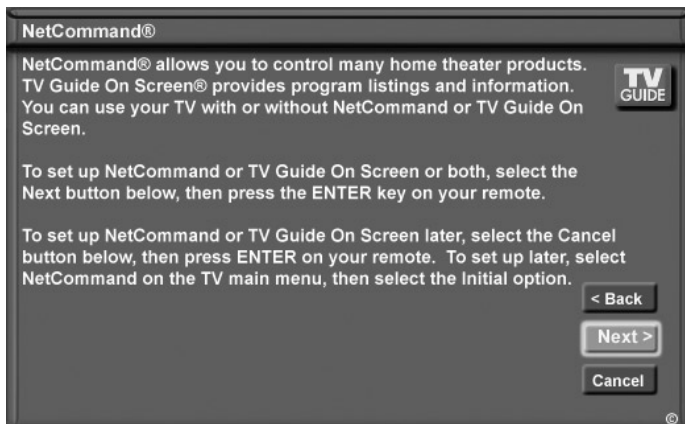 NetCommand®
NetCommand® allows you to control many home theater products.
TV Guide On Screen® provides program listings and information.
You can use your TV with or without NetCommand or TV Guide On
Screen.
TV
GUIDE
To set up NetCommand or TV Guide On Screen or both, select the
Next button below, then press the ENTER key on your remote.
To set up NetCommand or TV Guide On Screen later, select the Cancel
button below, then press ENTER on your remote.  To set up later, select
NetCommand on the TV main menu, then select the Initial option.
< Back
Next >
Cancel
©